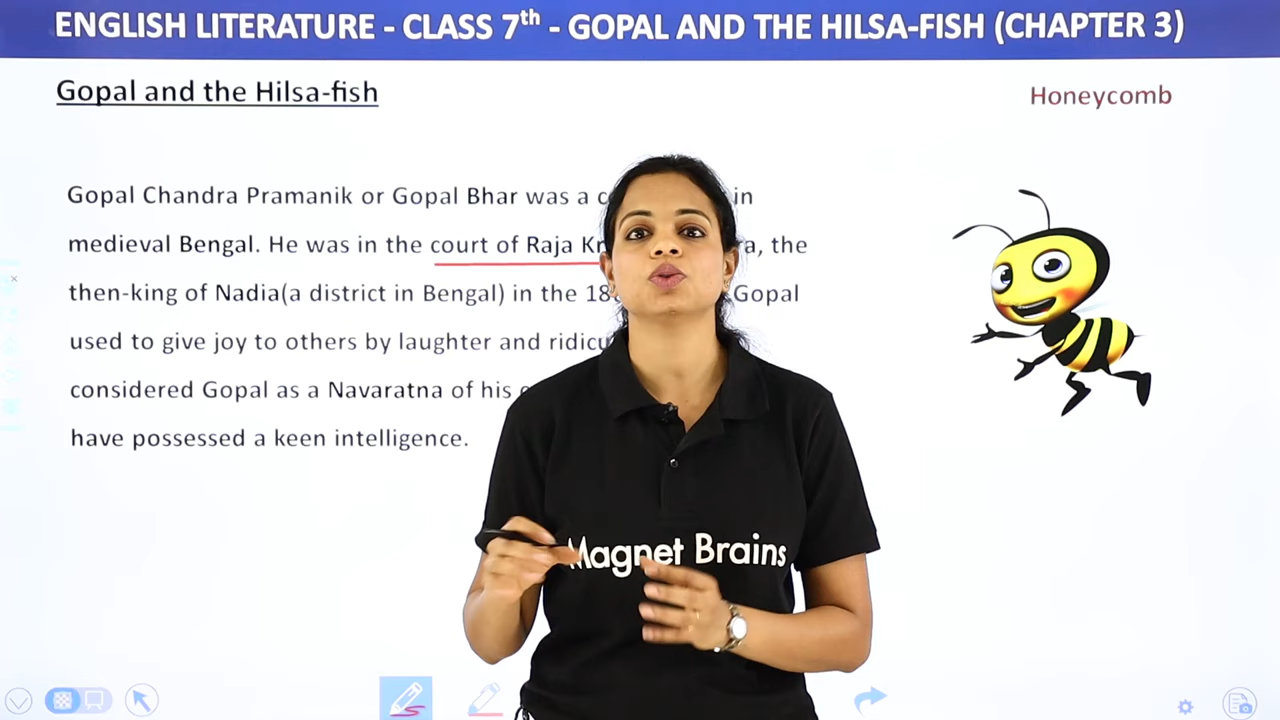 ENGLISH LITERATURE - CLASS 7th - GOPAL AND THE HILSA-FISH (CHAPTER 3)
Gopal and the Hilsa-fish
Honeycomb
Gopal Chandra Pramanik or Gopal Bhar was a in
medieval Bengal. He was in the court of Raja the
then-king of Nadia(a district in Bengal) in the Gopal
used to give joy to others by laughter and
considered Gopal as a Navaratna of his
have possessed a keen intelligence.
Magnet Brains